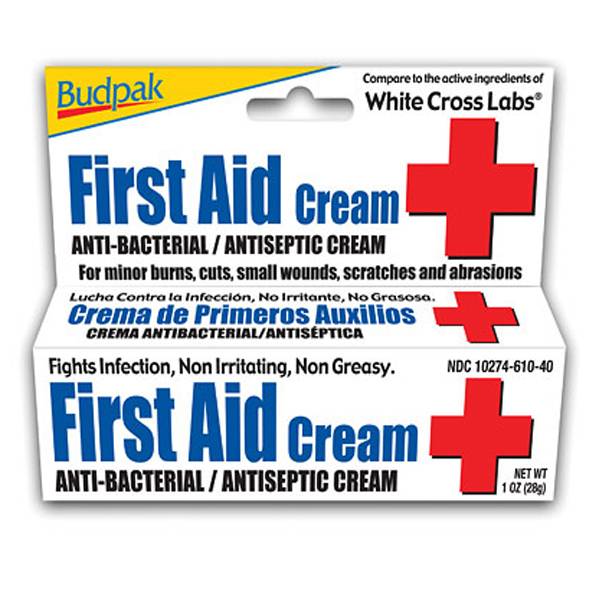 Budpak
Compare to the active ingredients of
White Cross Labs®
First Aid Cream
ANTI-BACTERIAL / ANTISEPTIC CREAM
For minor burns, cuts, small wounds, scratches and abrasions
Lucha Contra la Infección, No Irritante, No Grasosa.
Crema de Primeros Auxilios
CREMA ANTIBACTERIAL/ANTISÉPTICA
Fights Infection, Non Irritating, Non Greasy.
NDC 10274-610-40
First Aid Cream
ANTI-BACTERIAL / ANTISEPTIC CREAM
NET WT
1 OZ (28g)